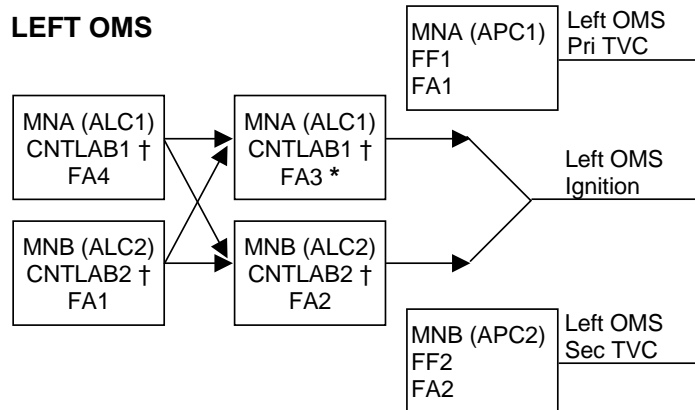 LEFT OMS
MNA (APC1)
FF1
FA1
Left OMS
Pri TVC
MNA (ALC1)
CNTLAB1 †
FA4
MNA (ALC1)
CNTLAB1 †
FA3 *
Left OMS
Ignition
MNB (ALC2)
CNTLAB2 †
FA1
MNB (ALC2)
CNTLAB2 †
FA2
MNB (APC2)
FF2
FA2
Left OMS
Sec TVC